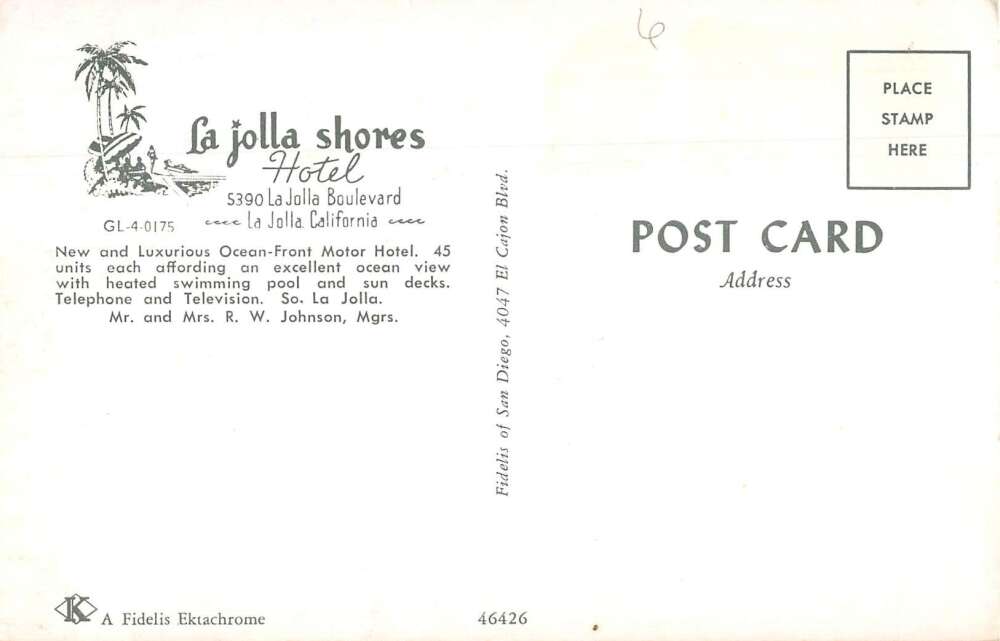 6
La jolla shores
Hotel
5390 La Jolla Boulevard
GL-4-0175
La Jolla. California
New and Luxurious Ocean-Front Motor Hotel. 45
units each affording an excellent ocean view
with heated swimming pool and sun decks.
Telephone and Television. So. La Jolla.
Mr. and Mrs. R. W. Johnson, Mgrs.
Fidelis of San Diego, 4047 El Cajon Blvd.
PLACE
STAMP
HERE
POST CARD
Address
K
A Fidelis Ektachrome
46426